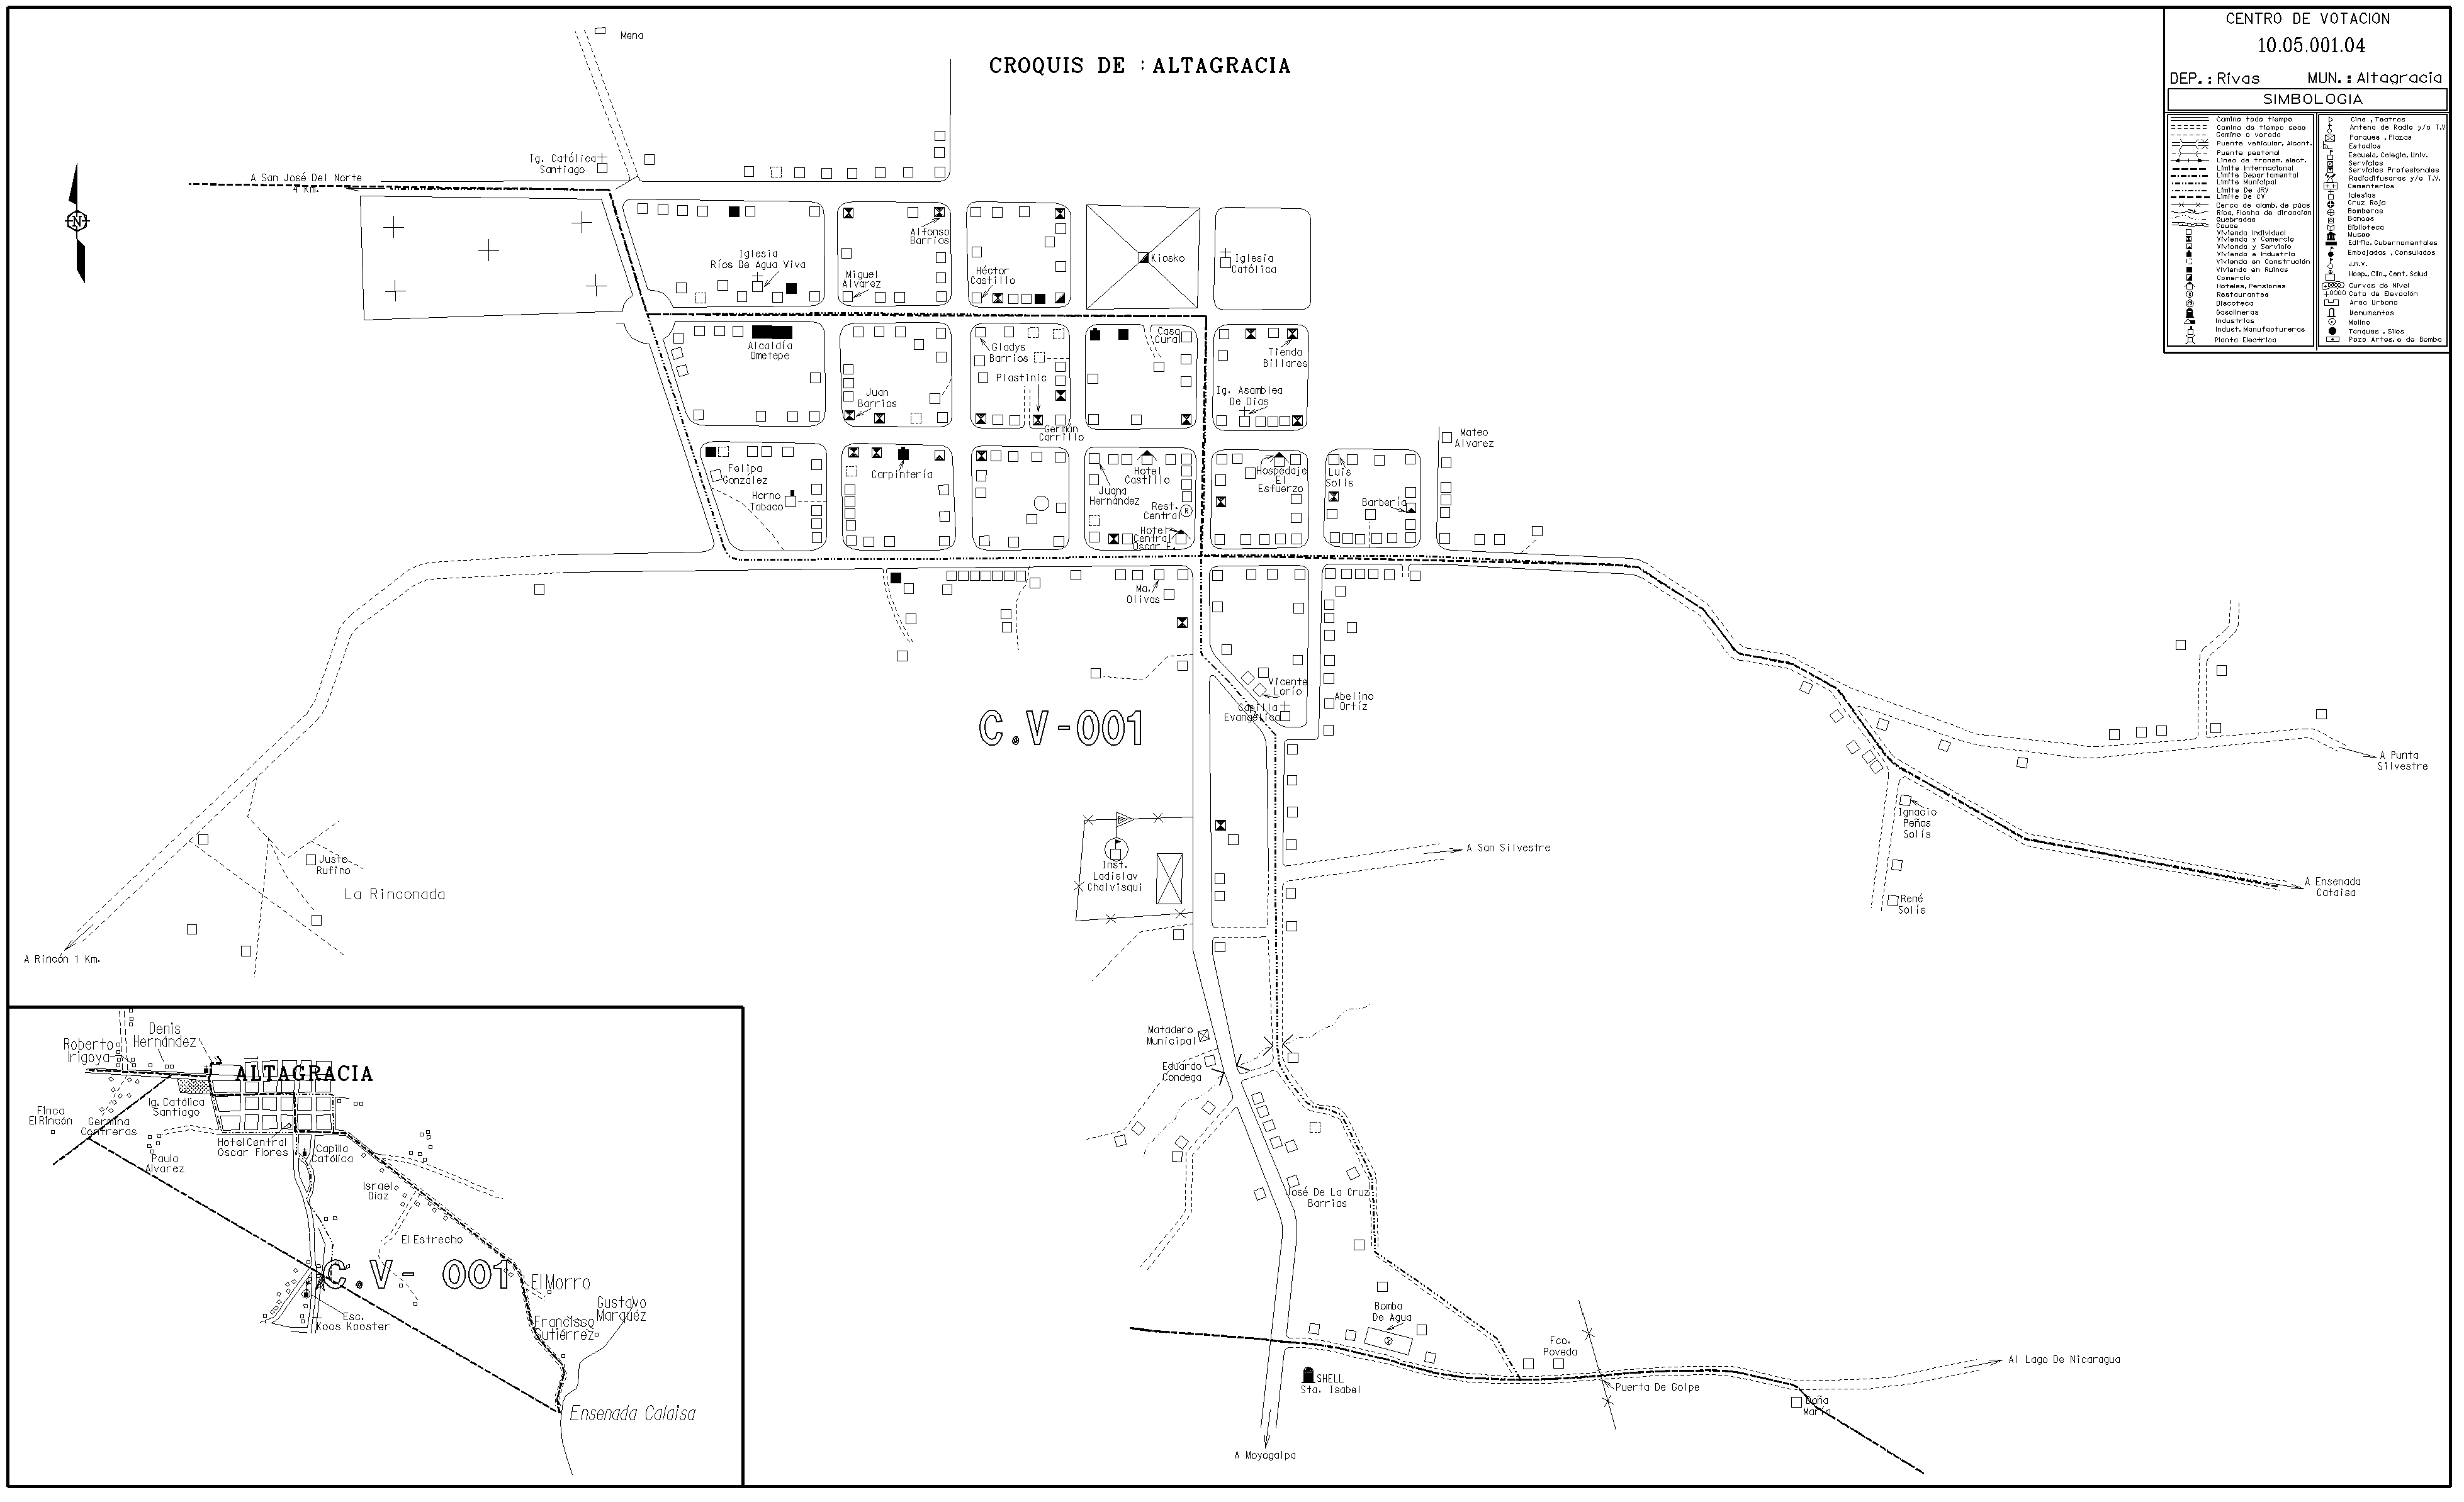 CENTRO DE VOTACION
10.05.001.04
DEP.: Rivas MUN.: Altagracia
SIMBOLOGIA
Camino todo tiempo
Camino de tiempo seco
Camino o vereda
Puente vehicular, Alcant.
Puente peatonal
Línea de transm. elect.
Límite Internacional
Límite Departamental
Límite Municipal
Límite De JRV
Límite De CV
Cerca de alamb. de púas
Ríos, Flecha de dirección
Quebradas
Cauce
Vivienda Individual
Vivienda y Comercio
Vivienda y Servicio
Vivienda e Industria
Vivienda en Construción
Vivienda en Ruinas
Comercio
Hoteles, Pensiones
Restaurantes
Discoteca
Gasolineras
Industrias
Indust. Manufactureras
Planta Electrica
Cine , Teatros
Antena de Radio y/o T.V
Parques , Plazas
Estadios
Escuela, Colegio, Univ.
Servicios
Servicios Profesionales
Radiodifusoras y/o T.V.
Cementerios
Iglesias
Cruz Roja
Bomberos
Bancos
Biblioteca
Museo
Edific. Gubernamentales
Embajadas , Consulados
J.R.V.
Hosp., Clín., Cent. Salud
Curvas de Nivel
Cota de Elevación
Area Urbana
Monumentos
Molino
Tanques , Silos
Pozo Artes. o de Bomba
CROQUIS DE : ALTAGRACIA
Mena
N
Ig. Católica
Santiago
A San José Del Norte
4 Km.
Iglesia
Ríos De Agua Viva
Alfonso
Barrios
Miguel
Alvarez
Héctor
Castillo
Kiosko
Iglesia
Católica
Alcaldía
Ometepe
Juan
Barrios
Gladys
Barrios
Plastinic
Germán
Carrillo
Casa
Cural
Tienda
Billares
Ig. Asamblea
De Dios
Mateo
Alvarez
Felipa
González
Horno
Tabaco
Carpintería
Juana
Hernández
Hotel
Castillo
Rest.
Central
R
Hotel
Central
Oscar F.
Hospedaje
El
Esfuerzo
Luis
Solís
Barbería
Ma.
Olivas
Vicente
Lorío
Capilla
Evangélica
Abelino
Ortíz
C.V-001
A Punta
Silvestre
Ignacio
Peñas
Solís
René
Solís
A Ensenada
Cataisa
A San Silvestre
Inst.
Ladislav
Chalvisqui
Justo
Rufino
La Rinconada
A Rincón 1 Km.
Matadero
Municipal
Eduardo
Condega
José De La Cruz
Barrios
Bomba
De Agua
Fco.
Poveda
SHELL
Sta. Isabel
Puerta De Golpe
Doña
María
Al Lago De Nicaragua
A Moyogalpa
Denis
Hernández
Roberto
Irigoya
ALTAGRACIA
Finca
El Rincón
Germina
Contreras
Ig. Católica
Santiago
Paula
Alvarez
Hotel Central
Oscar Flores
Capilla
Católica
Israel
Díaz
El Estrecho
C.V- 001
El Morro
Esc.
Koos Kooster
Gustavo
Marquéz
Francisco
Gutiérrez
Ensenada Calaisa